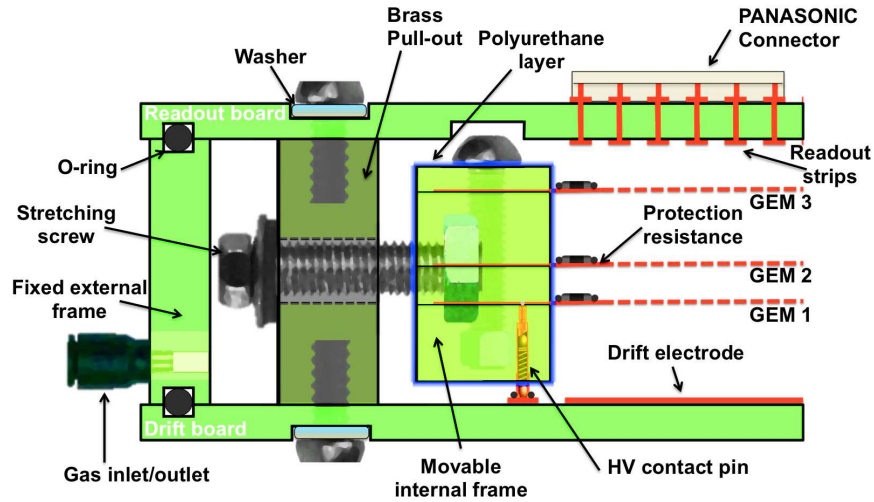 Brass
Pull-out
Polyurethane
layer
PANASONIC
Connector
Washer
Readout board
O-ring
Readout
strips
GEM 3
Stretching
screw
Protection
resistance
GEM 2
Fixed external
frame
GEM 1
Drift electrode
Drift board
Gas inlet/outlet
Movable
internal frame
HV contact pin